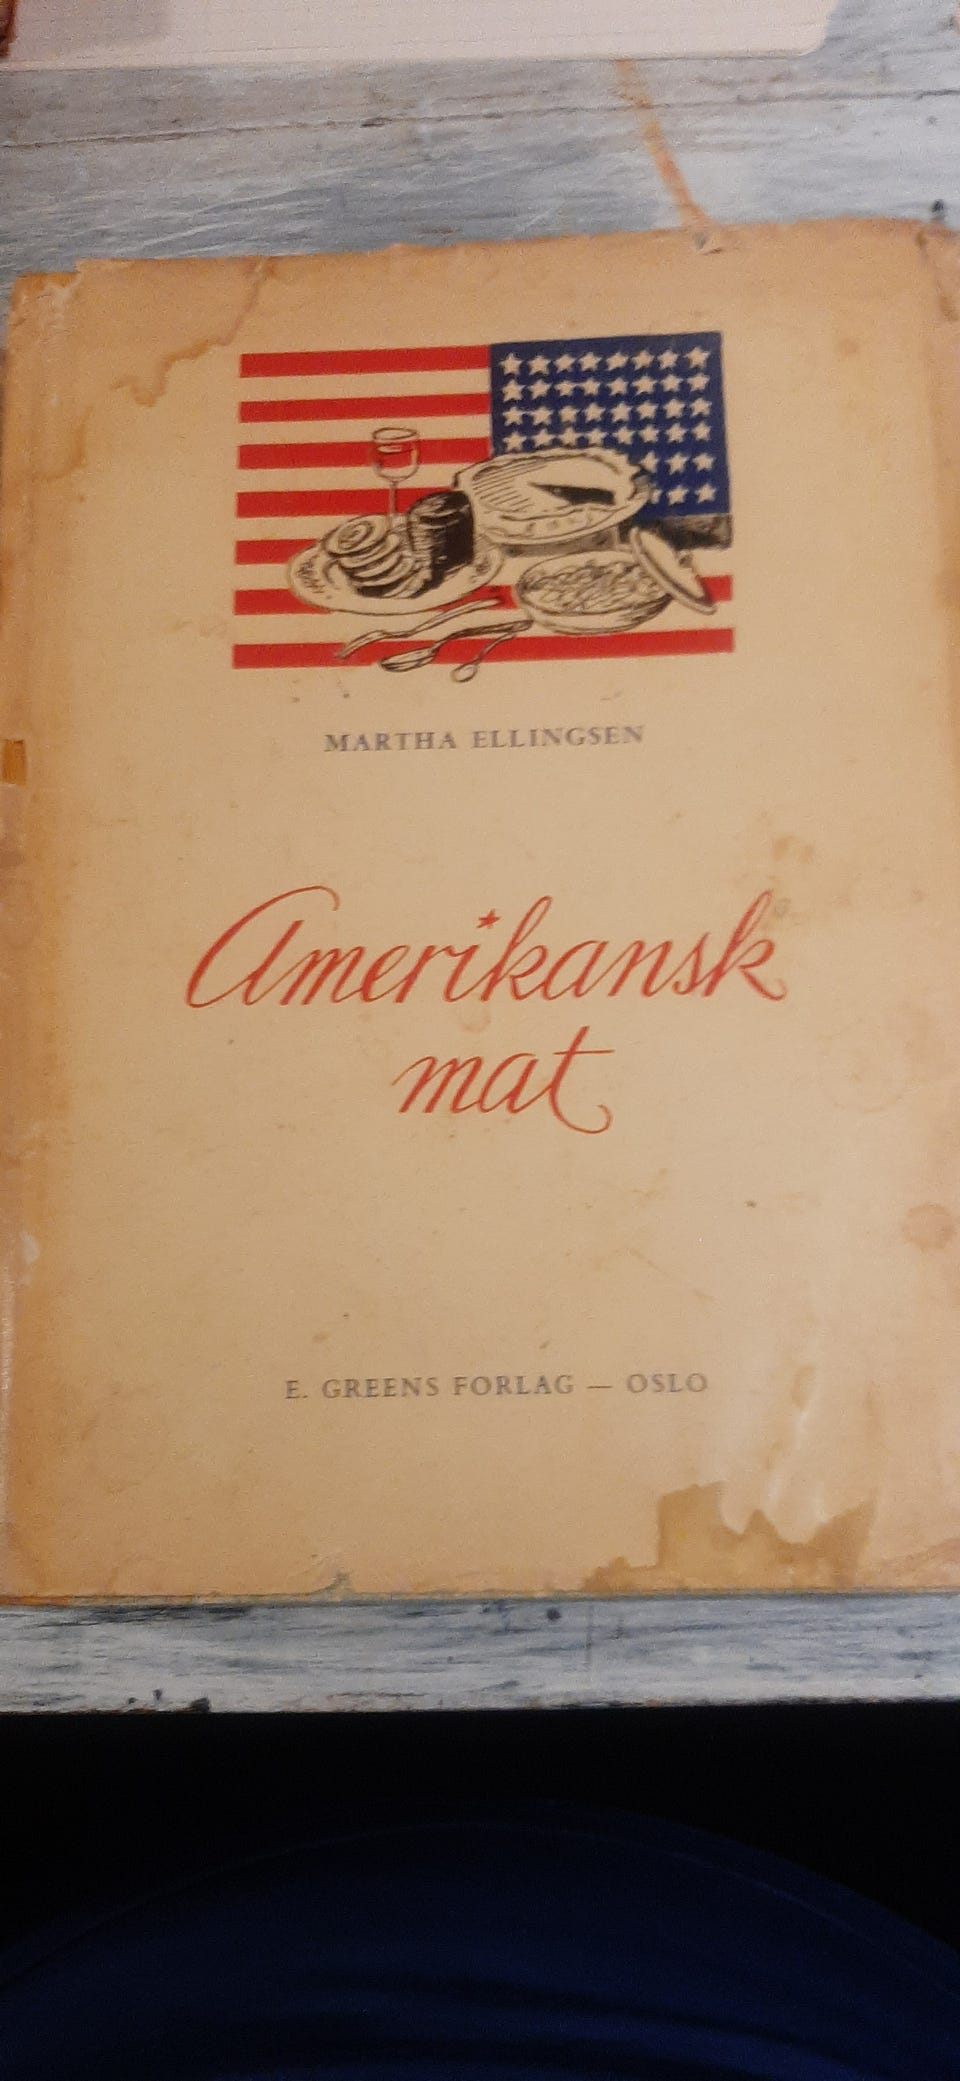 MARTHA ELLINGSEN
Amerikansk
mat
E. GREENS FORLAG — OSLO